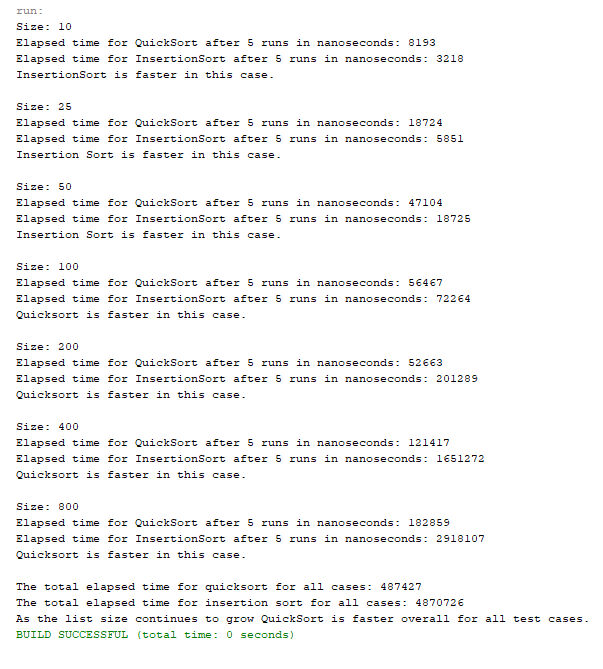 run:
Size: 10
Elapsed time for QuickSort after 5 runs in nanoseconds: 8193
Elapsed time for InsertionSort after 5 runs in nanoseconds: 3218
InsertionSort is faster in this case.
Size: 25
Elapsed time for QuickSort after 5 runs in nanoseconds: 18724
Elapsed time for InsertionSort after 5 runs in nanoseconds: 5851
Insertion Sort is faster in this case.
Size: 50
Elapsed time for QuickSort after 5 runs in nanoseconds: 47104
Elapsed time for InsertionSort after 5 runs in nanoseconds: 18725
Insertion Sort is faster in this case.
Size: 100
Elapsed time for QuickSort after 5 runs in nanoseconds: 56467
Elapsed time for InsertionSort after 5 runs in nanoseconds: 72264
Quicksort is faster in this case.
Size: 200
Elapsed time for QuickSort after 5 runs in nanoseconds: 52663
Elapsed time for InsertionSort after 5 runs in nanoseconds: 201289
Quicksort is faster in this case.
Size: 400
Elapsed time for QuickSort after 5 runs in nanoseconds: 121417
Elapsed time for InsertionSort after 5 runs in nanoseconds: 1651272
Quicksort is faster in this case.
Size: 800
Elapsed time for QuickSort after 5 runs in nanoseconds: 182859
Elapsed time for InsertionSort after 5 runs in nanoseconds: 2918107
Quicksort is faster in this case.
The total elapsed time for quicksort for all cases: 487427
The total elapsed time for insertion sort for all cases: 4870726
As the list size continues to grow QuickSort is faster overall for all test cases.
BUILD SUCCESSFUL (total time: 0 seconds)